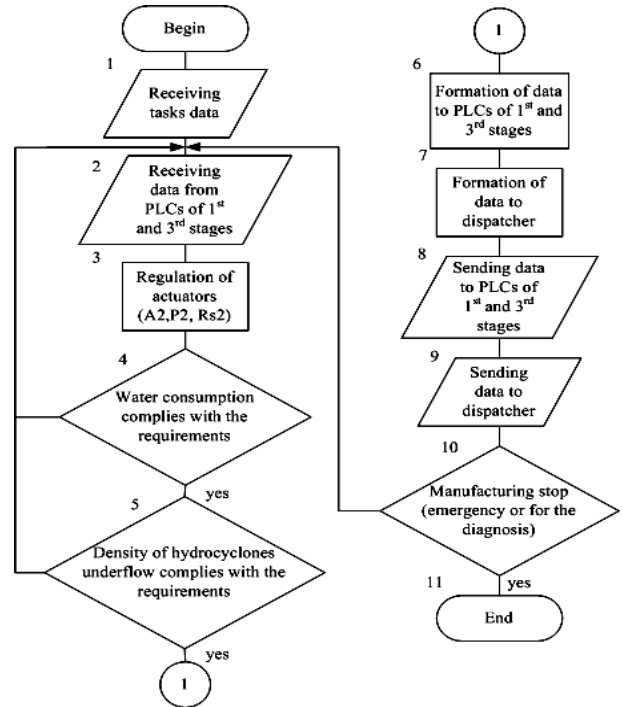 Begin
1
Receiving
tasks data
2
Receiving
data from
PLCs of 1st
and 3rd stages
3
Regulation of
actuators
(A2,P2, Rs2)
4
Water consumption
complies with the
requirements
yes
5
Density of hydrocyclones
underflow complies with the
requirements
yes
1
1
6
Formation of data
to PLCs of 1st and
3rd stages
7
Formation of
data to
dispatcher
8
Sending data
to PLCs of
1st and 3rd
stages
9
Sending
data to
dispatcher
10
Manufacturing stop
(emergency or for the
diagnosis)
yes
11
End